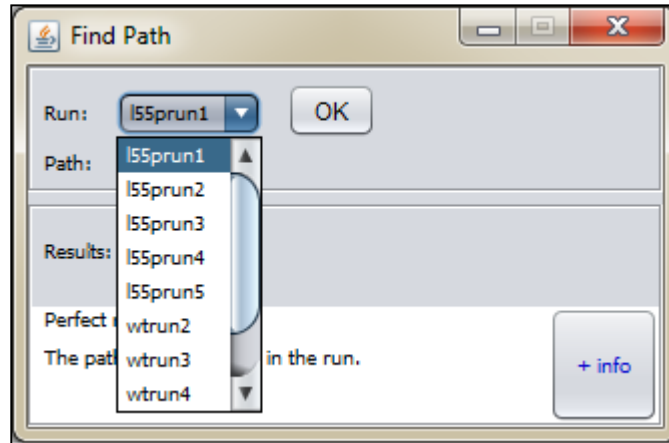 Find Path
Run: l55prun1 OK
Path: l55prun1
l55prun2
l55prun3
Results: l55prun4
l55prun5
Perfect wtrun2
The path wtrun3 in the run.
+ info
wtrun4